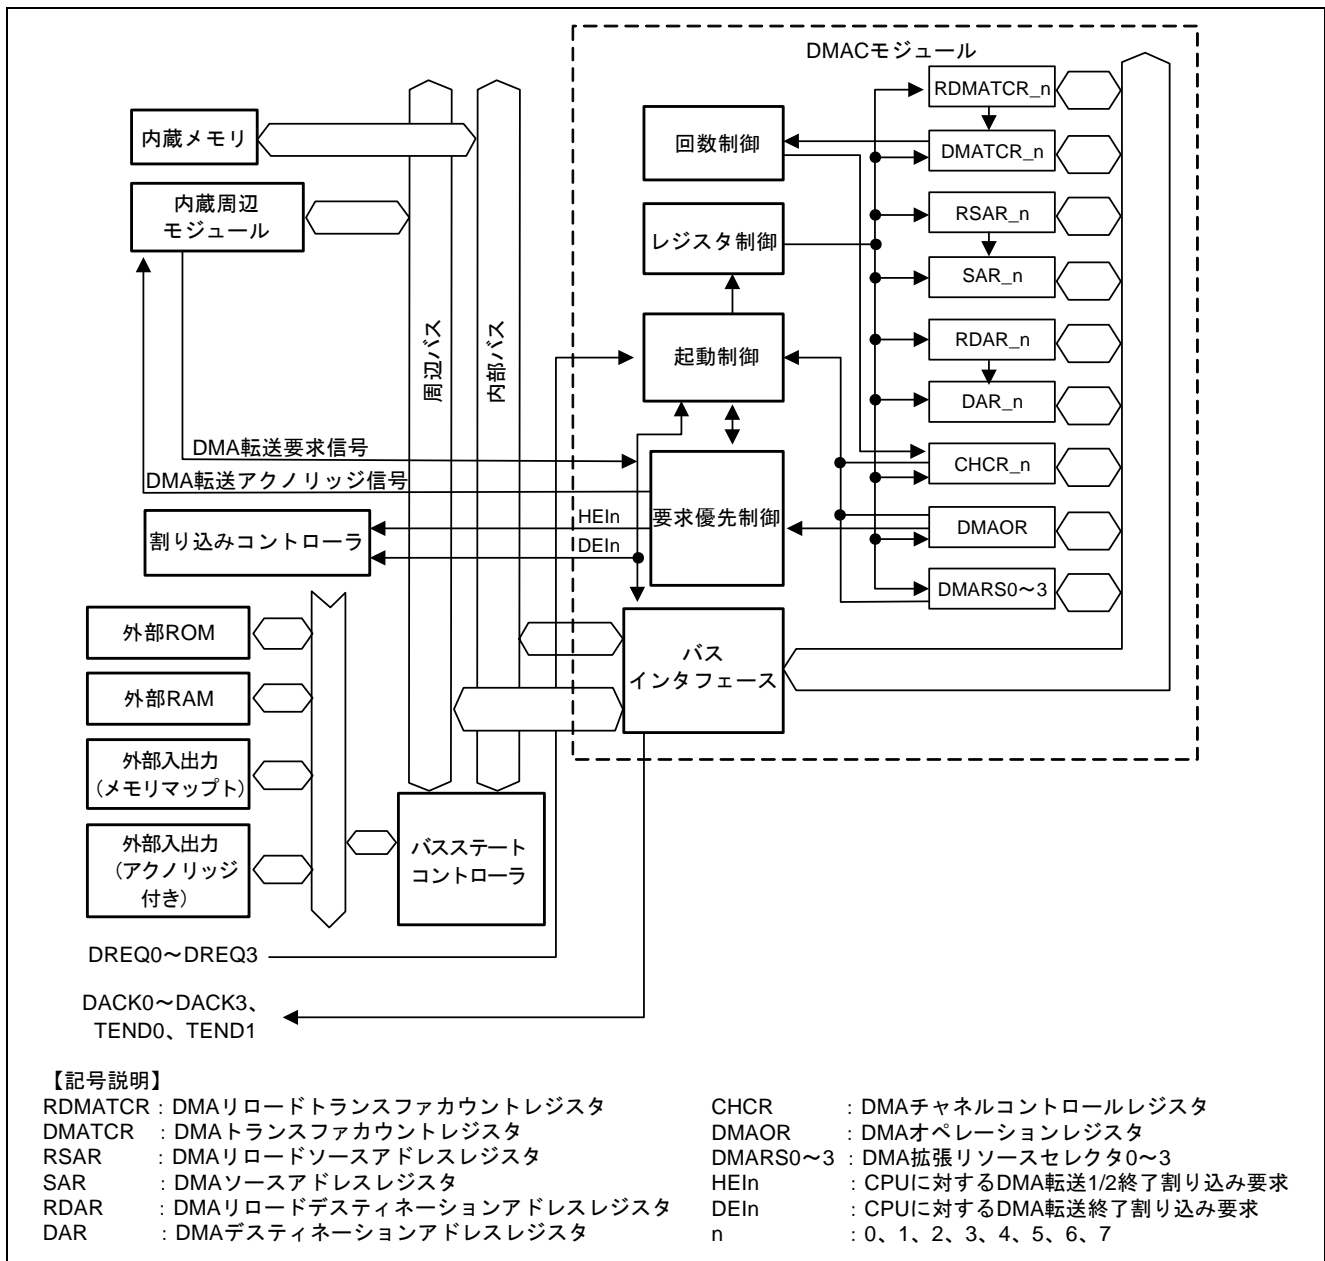 DMACモジュール
RDMATCR_n
内蔵メモリ
回数制御
DMATCR_n
内蔵周辺
モジュール
RSAR_n
レジスタ制御
SAR_n
周辺バス
内部バス
起動制御
RDAR_n
DAR_n
DMA転送要求信号
CHCR_n
DMA転送アクノリッジ信号
HEIn
要求優先制御
DMAOR
割り込みコントローラ
DEIn
DMARS0～3
外部ROM
バス
インタフェース
外部RAM
外部入出力
(メモリマップト)
外部入出力
(アクノリッジ
付き)
バスステート
コントローラ
DREQ0～DREQ3
DACK0～DACK3、
TEND0、TEND1
【記号説明】
RDMATCR : DMAリロードトランスファカウントレジスタ
DMATCR : DMAトランスファカウントレジスタ
RSAR : DMAリロードソースアドレスレジスタ
SAR : DMAソースアドレスレジスタ
RDAR : DMAリロードデスティネーションアドレスレジスタ
DAR : DMAデスティネーションアドレスレジスタ
CHCR : DMAチャネルコントロールレジスタ
DMAOR : DMAオペレーションレジスタ
DMARS0～3 : DMA拡張リソースセレクタ0～3
HEIn : CPUに対するDMA転送1/2終了割り込み要求
DEIn : CPUに対するDMA転送終了割り込み要求
n : 0、1、2、3、4、5、6、7